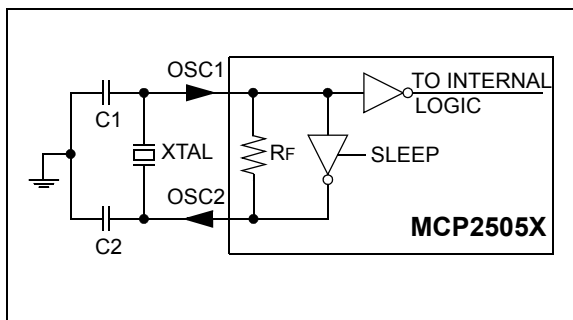 OSC1
TO INTERNAL
LOGIC
C1
XTAL
RF
SLEEP
OSC2
C2
MCP2505X